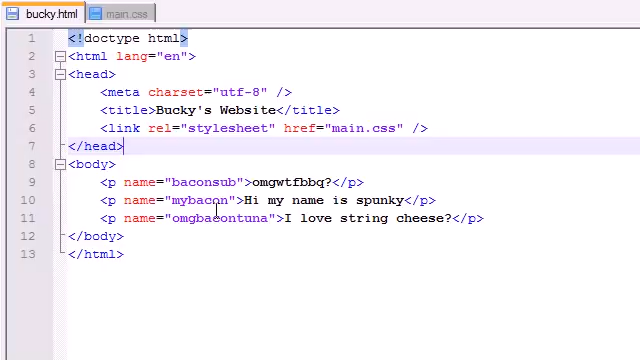 bucky.html main.css
1 <!doctype html>
2 <html lang="en">
3 <head>
4 <meta charset="utf-8" />
5 <title>Bucky's Website</title>
6 <link rel="stylesheet" href="main.css" />
7 </head>
8 <body>
9 <p name="baconsub">omgwtfbbq?</p>
10 <p name="mybacon">Hi my name is spunky</p>
11 <p name="omgbacontuna">I love string cheese?</p>
12 </body>
13 </html>